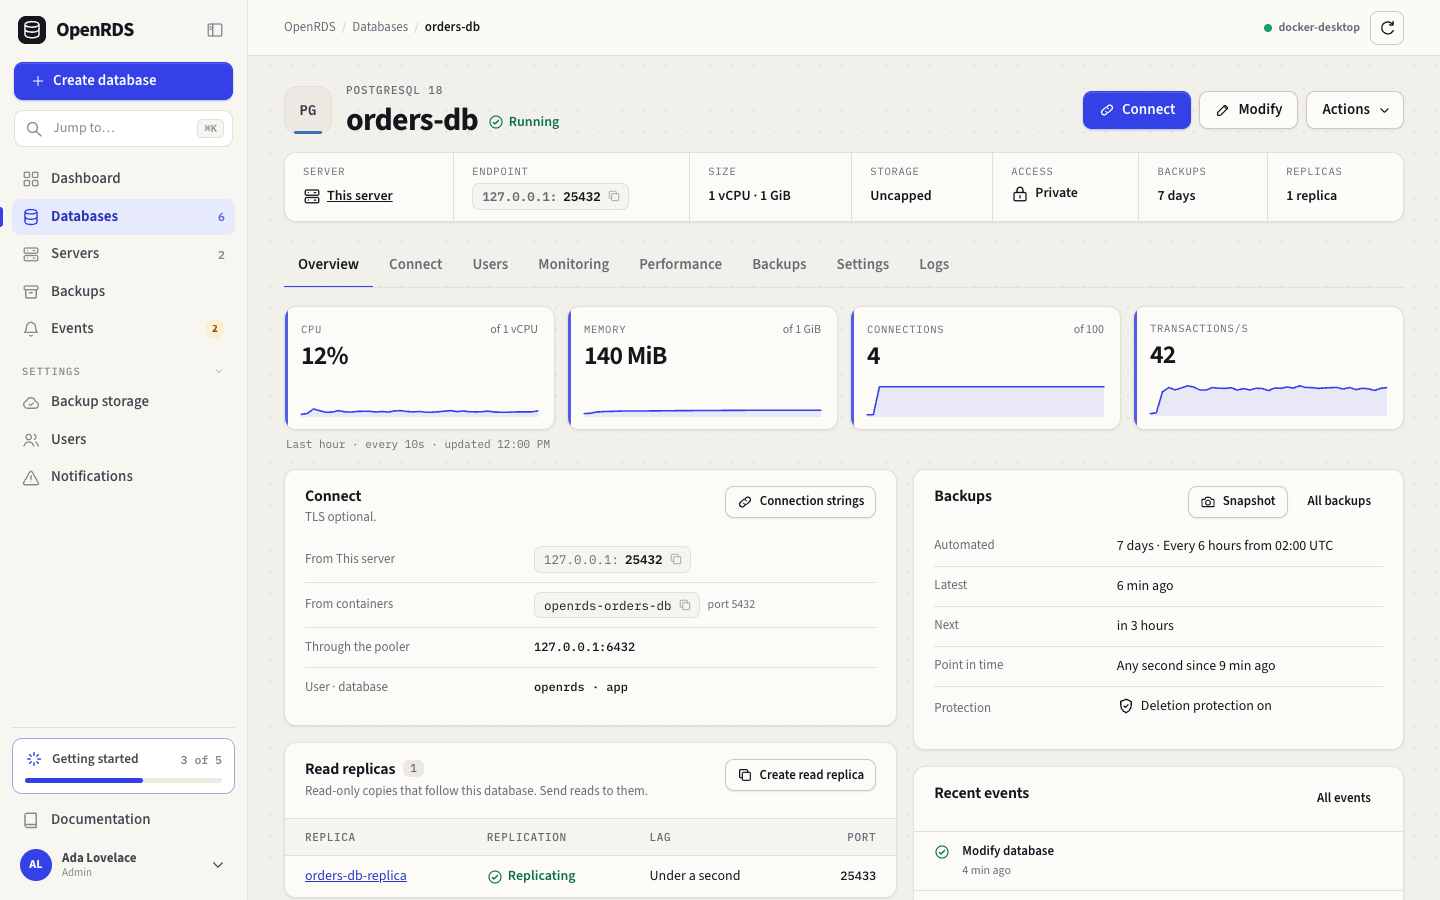 OpenRDS
Create database
Jump to…
⌘K
Dashboard
Databases
6
Servers
2
Backups
Events
2
SETTINGS
Backup storage
Users
Notifications
Getting started
3 of 5
Documentation
AL
Ada Lovelace
Admin
OpenRDS / Databases / orders-db
docker-desktop
PG
POSTGRESQL 18
orders-db
Running
Connect
Modify
Actions
SERVER
This server
ENDPOINT
127.0.0.1: 25432
SIZE
1 vCPU · 1 GiB
STORAGE
Uncapped
ACCESS
Private
BACKUPS
7 days
REPLICAS
1 replica
Overview
Connect
Users
Monitoring
Performance
Backups
Settings
Logs
CPU
of 1 vCPU
12%
MEMORY
of 1 GiB
140 MiB
CONNECTIONS
of 100
4
TRANSACTIONS/S
42
Last hour · every 10s · updated 12:00 PM
Connect
TLS optional.
Connection strings
From This server
127.0.0.1: 25432
From containers
openrds-orders-db
port 5432
Through the pooler
127.0.0.1:6432
User · database
openrds · app
Read replicas
1
Read-only copies that follow this database. Send reads to them.
Create read replica
REPLICA
REPLICATION
LAG
PORT
orders-db-replica
Replicating
Under a second
25433
Backups
Snapshot
All backups
Automated
7 days · Every 6 hours from 02:00 UTC
Latest
6 min ago
Next
in 3 hours
Point in time
Any second since 9 min ago
Protection
Deletion protection on
Recent events
All events
Modify database
4 min ago